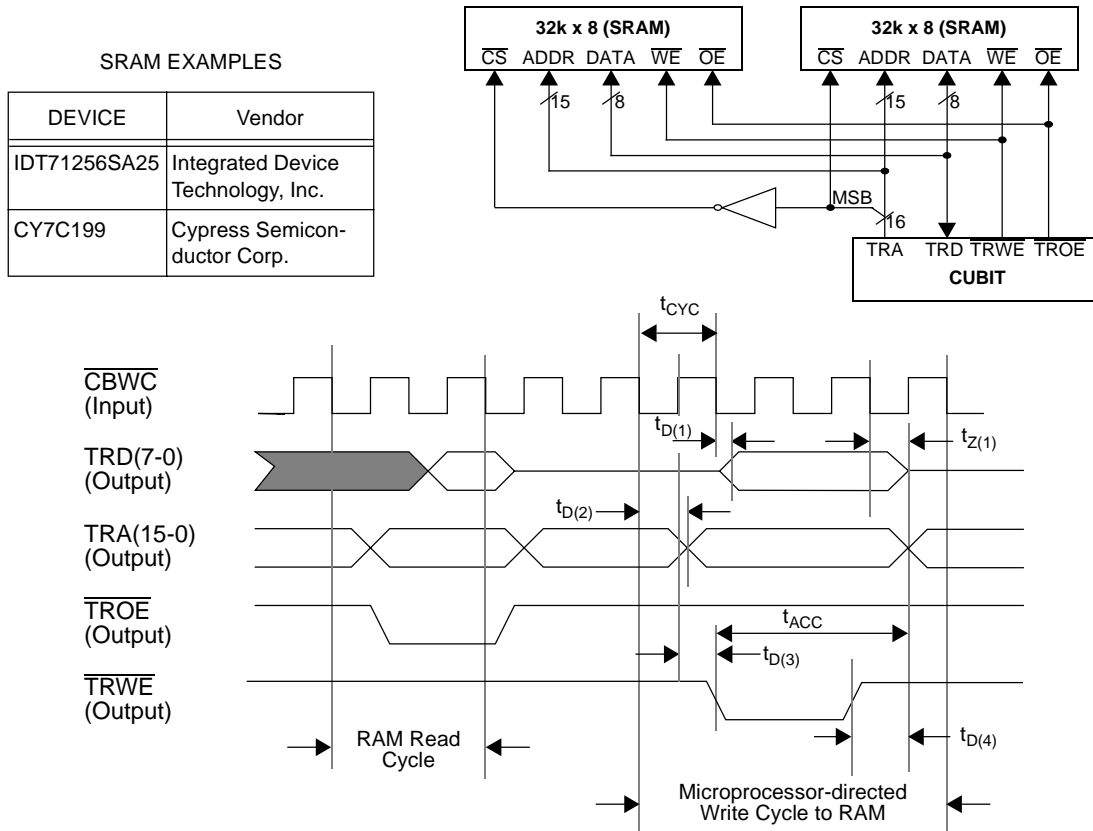 SRAM EXAMPLES
DEVICE Vendor
IDT71256SA25 Integrated Device
Technology, Inc.
CY7C199 Cypress Semicon-
ductor Corp.
32k x 8 (SRAM)
CS ADDR DATA WE OE
15 8
32k x 8 (SRAM)
CS ADDR DATA WE OE
15 8
MSB
16
TRA TRD TRWE TROE
CUBIT
tCYC
CBWC
(Input)
tD(1)
tZ(1)
TRD(7-0)
(Output)
tD(2)
TRA(15-0)
(Output)
TROE
(Output)
tACC
tD(3)
TRWE
(Output)
tD(4)
RAM Read
Cycle
Microprocessor-directed
Write Cycle to RAM